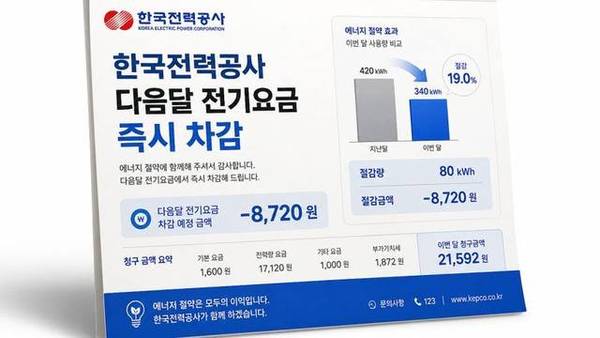 한국전력공사
KOREA ELECTRIC POWER CORPORATION
한국전력공사
다음달 전기요금
즉시 차감
에너지 절약에 함께해 주셔서 감사합니다.
다음달 전기요금에서 즉시 차감해 드립니다.
W
다음달 전기요금
차감 예정 금액
-8,720 원
에너지 절약 효과
이번 달 사용량 비교
420 kWh
340 kWh
절감
19.0%
지난달
이번 달
절감량
80 kWh
절감금액
-8,720 원
청구 금액 요약
기본 요금
1,600 원
전력량 요금
17,120 원
기타 요금
1,000 원
부가가치세
1,872 원
이번 달 청구금액
21,592 원
에너지 절약은 모두의 이익입니다.
한국전력공사가 함께 하겠습니다.
문의사항
123
www.kepco.co.kr